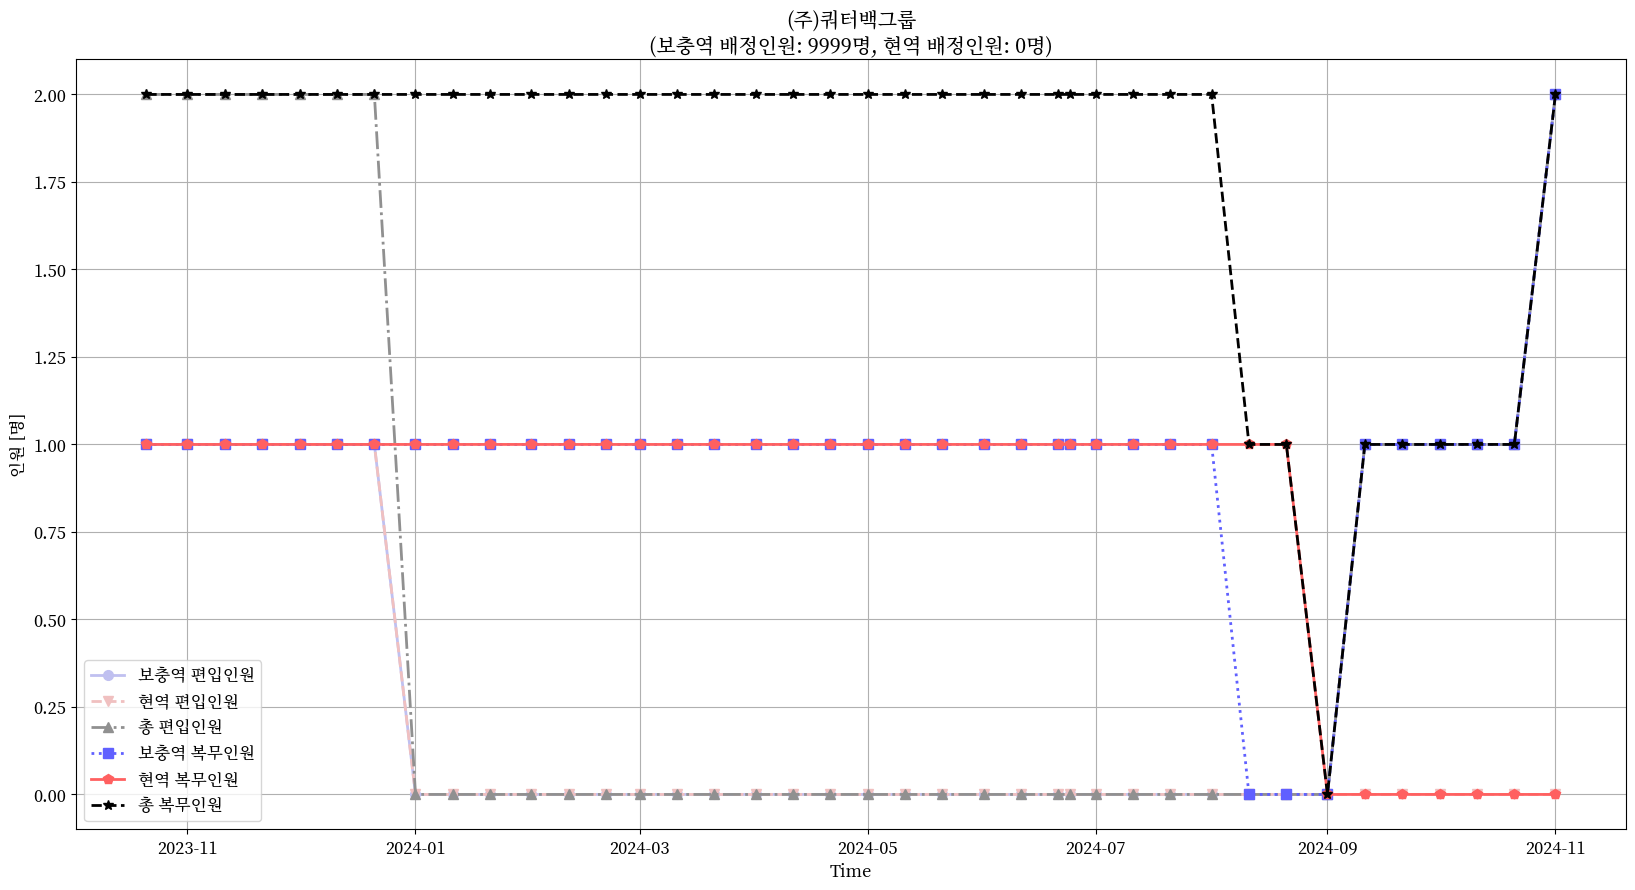 (주)쿼터백그룹
(보충역 배정인원: 9999명, 현역 배정인원: 0명)
인원 [명]
2.00
1.75
1.50
1.25
1.00
0.75
0.50
0.25
0.00
보충역 편입인원
현역 편입인원
총 편입인원
보충역 복무인원
현역 복무인원
총 복무인원
2023-11
2024-01
2024-03
2024-05
2024-07
2024-09
2024-11
Time